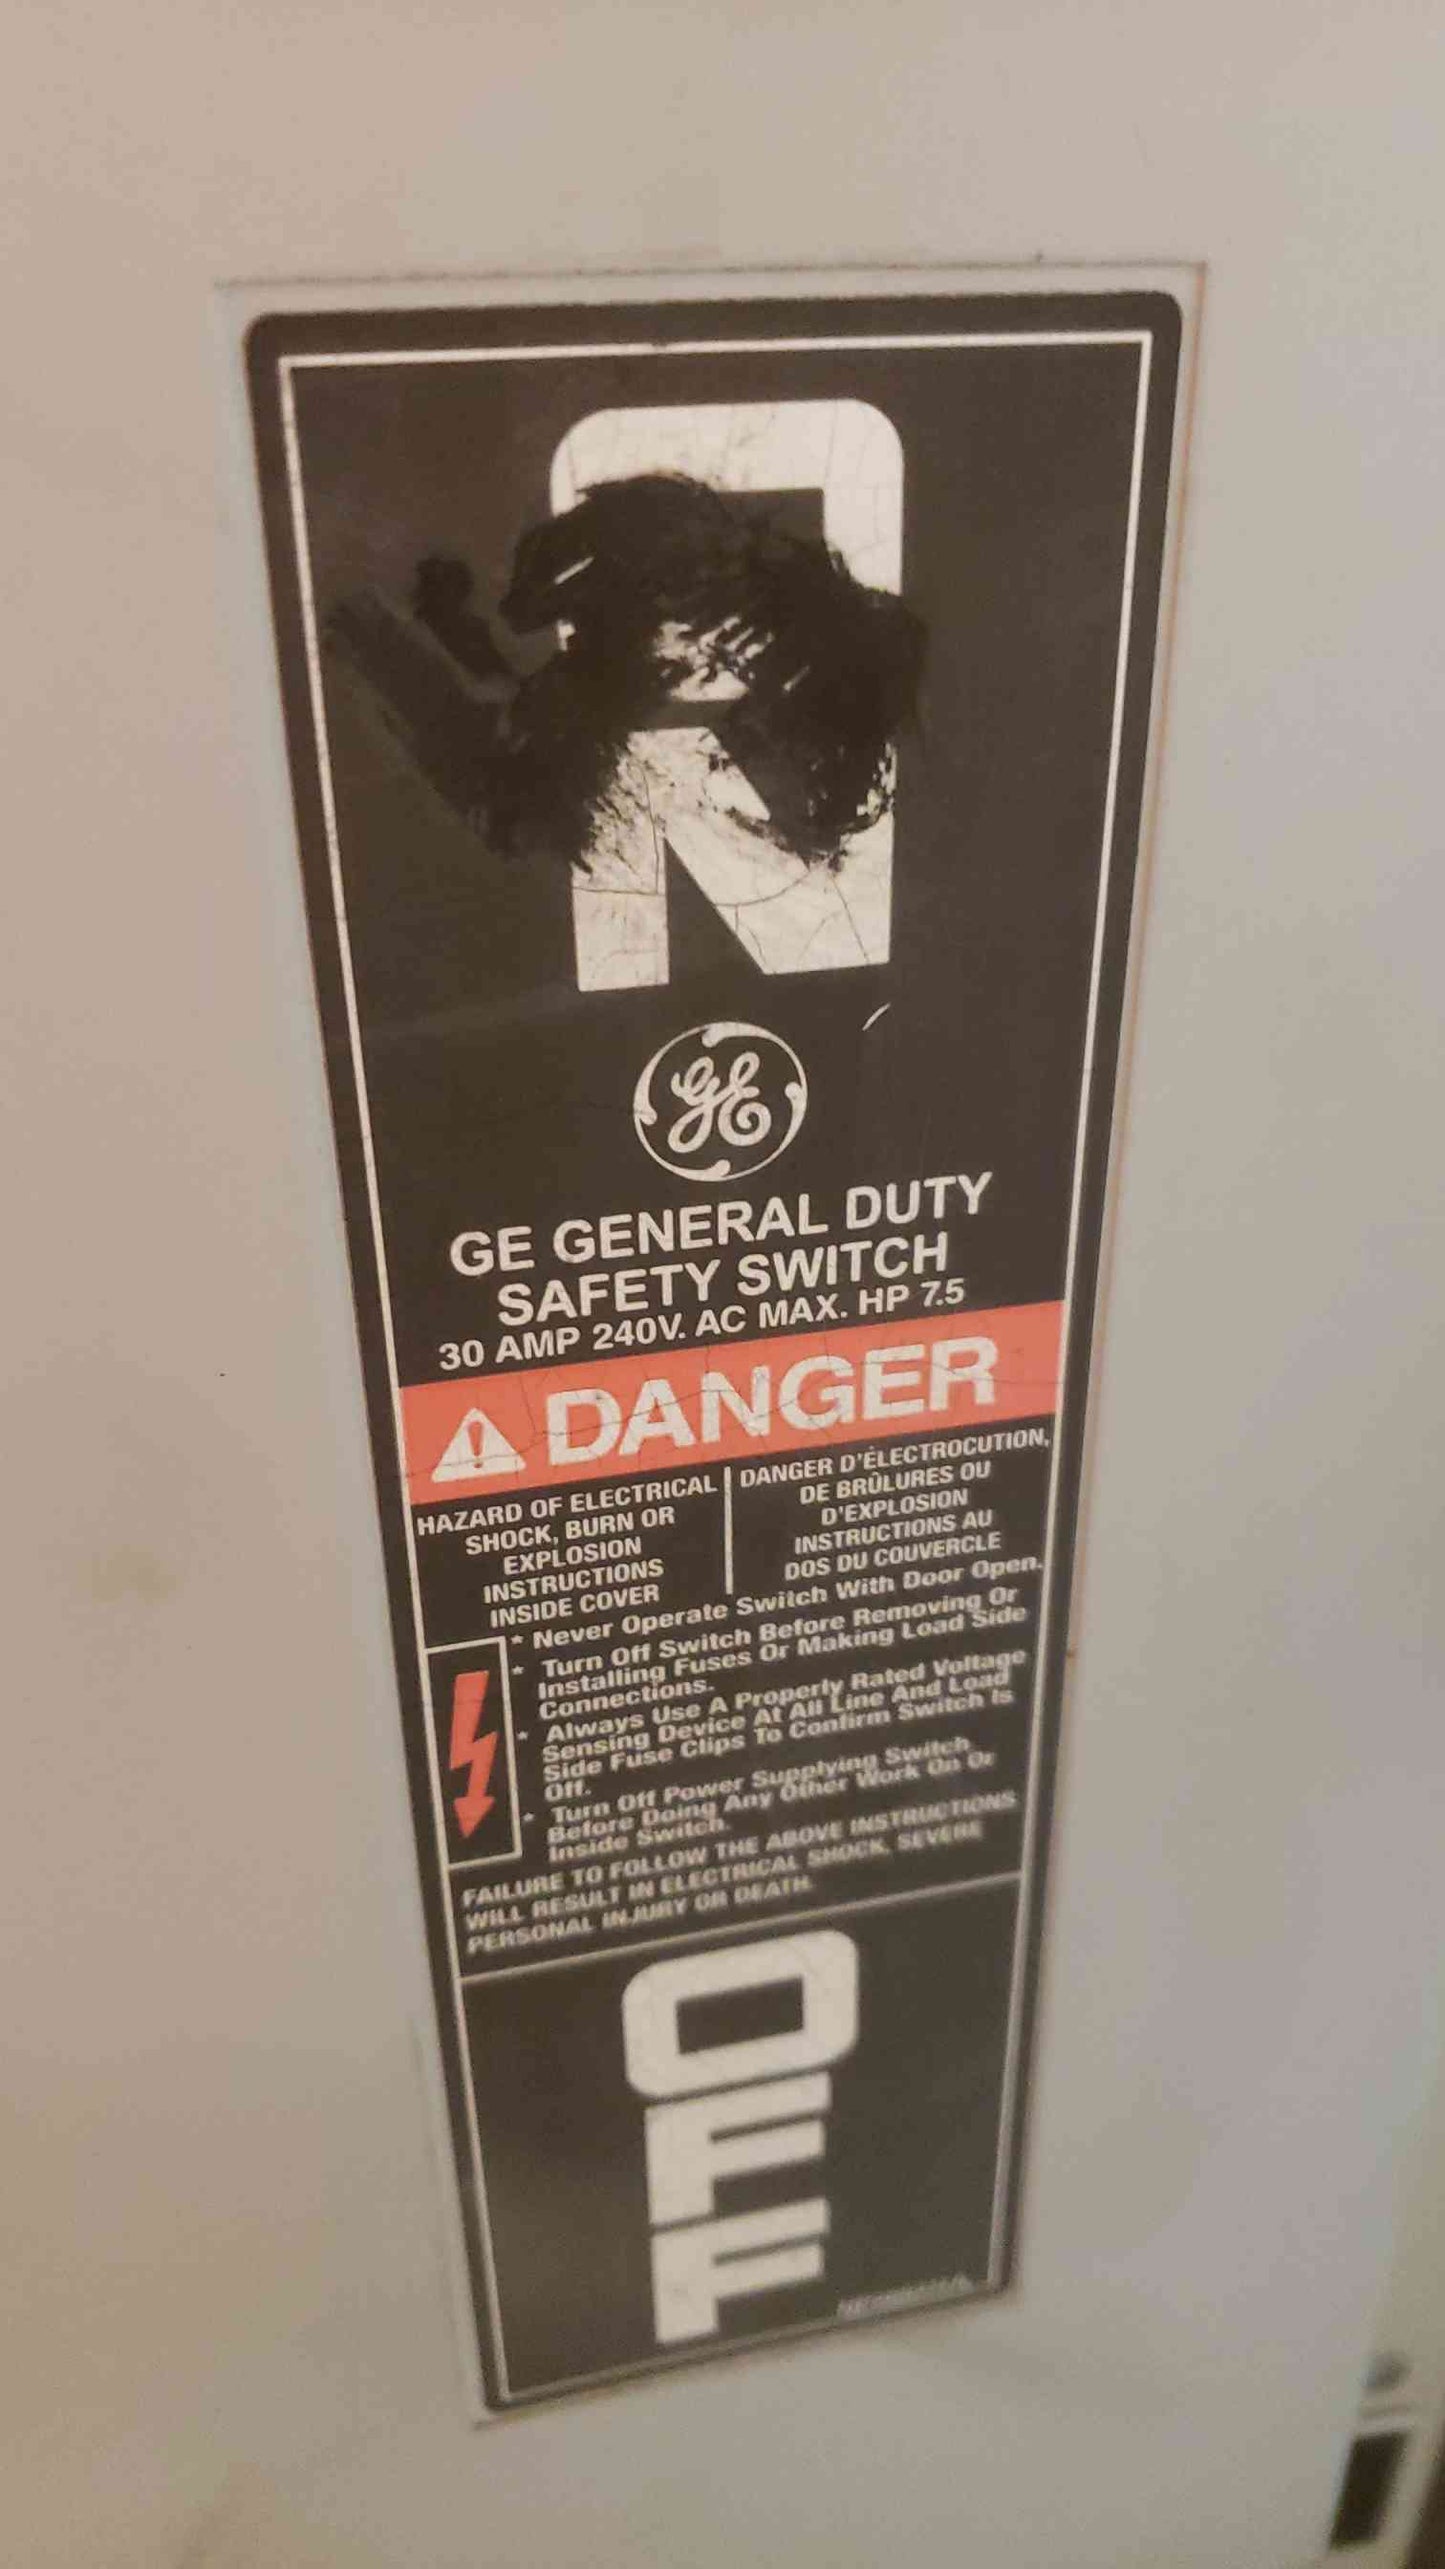 GE
GE GENERAL DUTY
SAFETY SWITCH
30 AMP 240V. AC MAX. HP 7.5
DANGER
HAZARD OF ELECTRICAL
SHOCK, BURN OR
EXPLOSION
INSTRUCTIONS
INSIDE COVER
DANGER D'ÉLECTROCUTION,
DE BRÛLURES OU
D'EXPLOSION
INSTRUCTIONS AU
DOS DU COUVERCLE
* Never Operate Switch With Door Open.
* Turn Off Switch Before Removing Or
Installing Fuses Or Making Load Side
Connections.
* Always Use A Properly Rated Voltage
Sensing Device At All Line And Load
Side Fuse Clips To Confirm Switch Is
Off.
* Turn Off Power Supplying Switch
Before Doing Any Other Work On Or
Inside Switch.
FAILURE TO FOLLOW THE ABOVE INSTRUCTIONS
WILL RESULT IN ELECTRICAL SHOCK, SEVERE
PERSONAL INJURY OR DEATH.
OFF